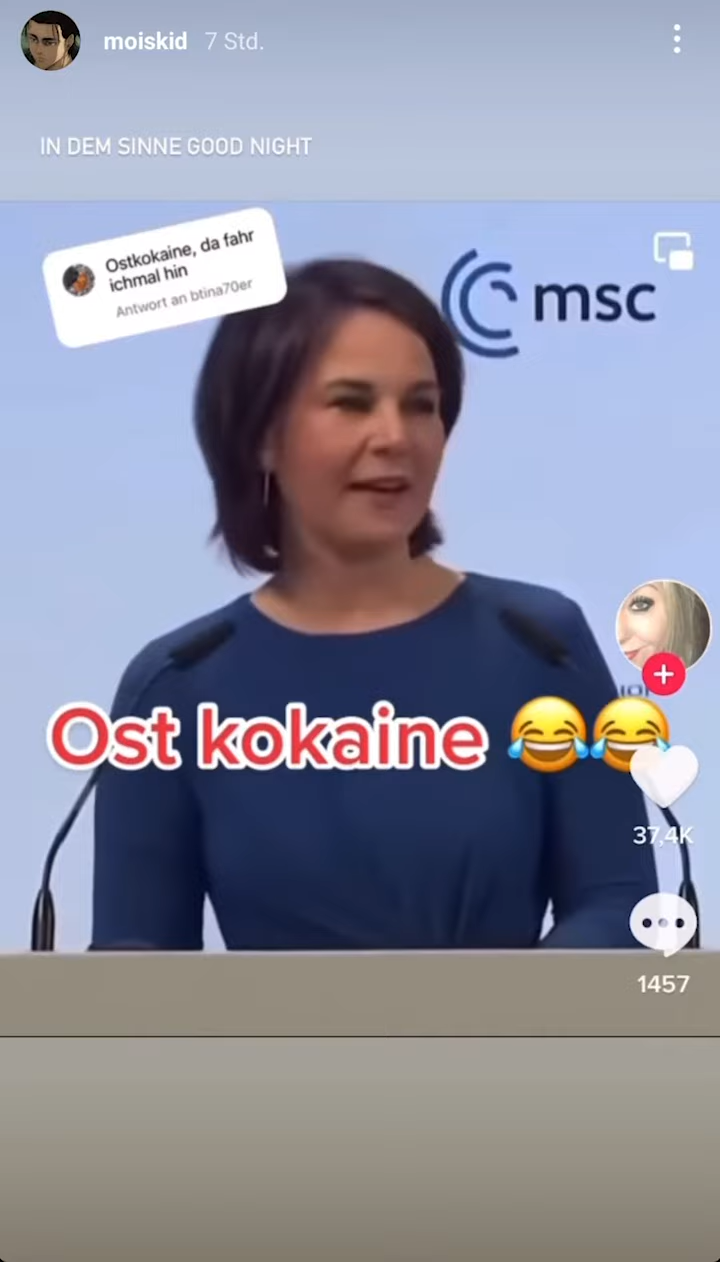 moiskid 7 Std.
IN DEM SINNE GOOD NIGHT
Ostkokaine, da fahr
ichmal hin
Antwort an btina70er
msc
Ost kokaine 😂😂
37,4K
1457